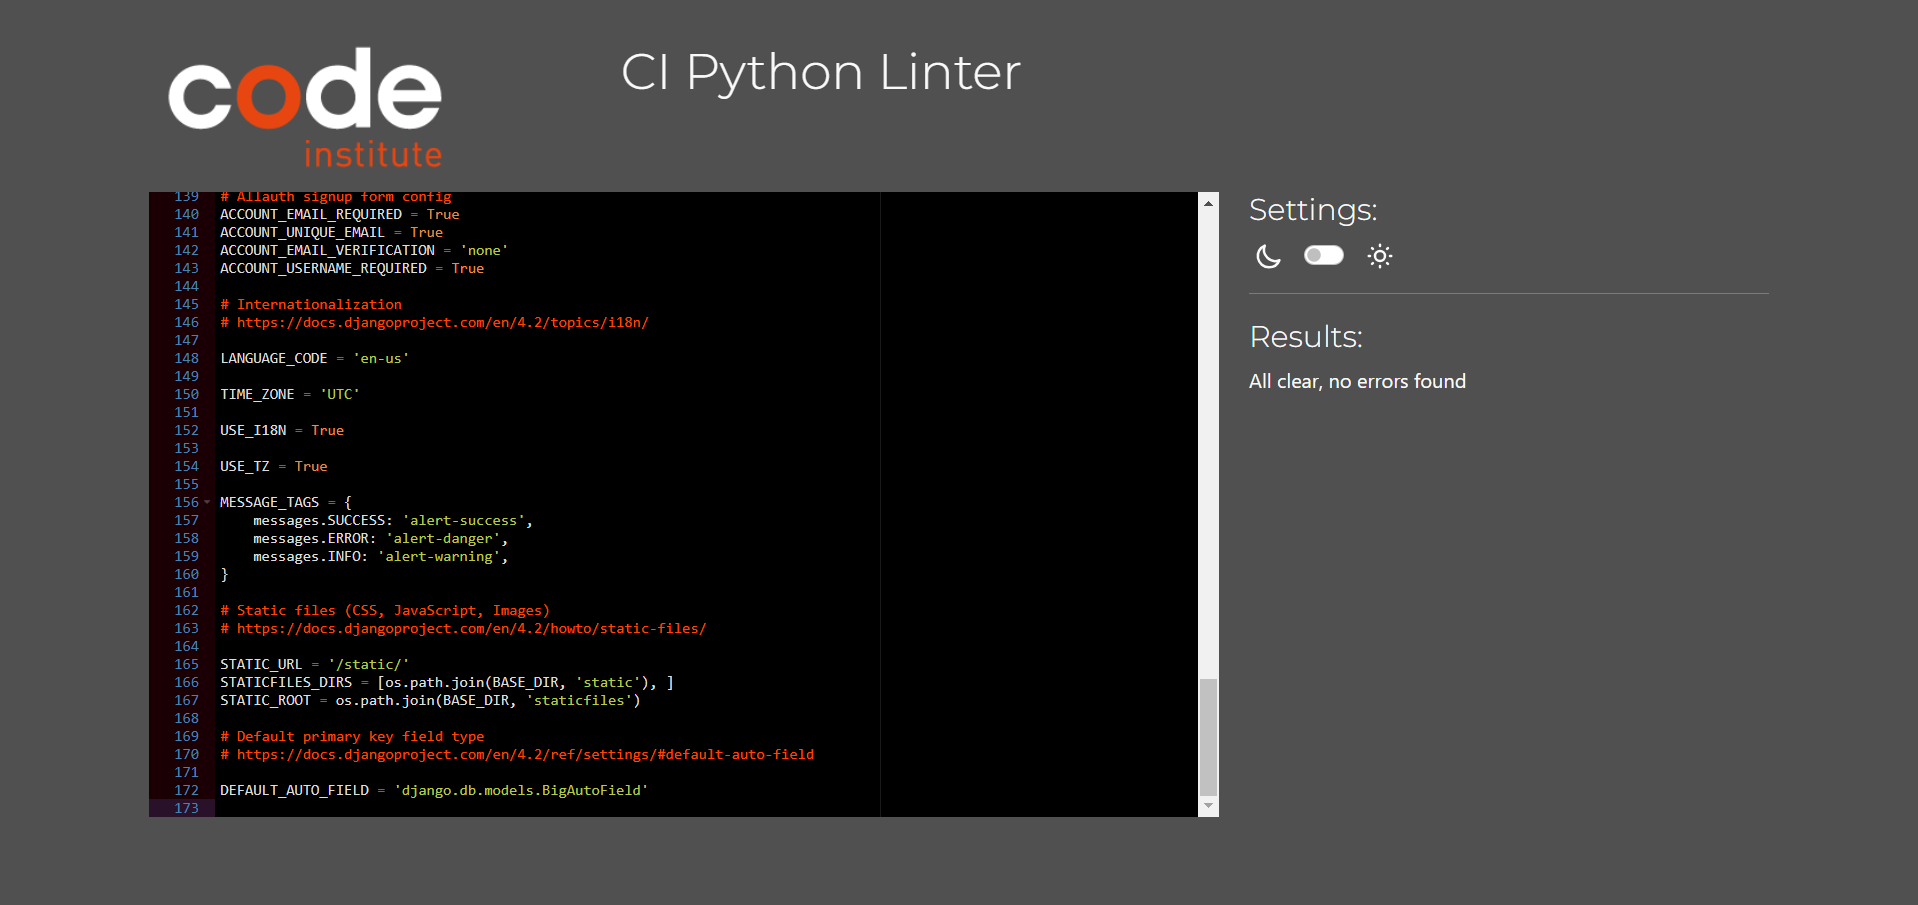 code
institute
CI Python Linter
139 # Allauth signup form config
140 ACCOUNT_EMAIL_REQUIRED = True
141 ACCOUNT_UNIQUE_EMAIL = True
142 ACCOUNT_EMAIL_VERIFICATION = 'none'
143 ACCOUNT_USERNAME_REQUIRED = True
144
145 # Internationalization
146 # https://docs.djangoproject.com/en/4.2/topics/i18n/
147
148 LANGUAGE_CODE = 'en-us'
149
150 TIME_ZONE = 'UTC'
151
152 USE_I18N = True
153
154 USE_TZ = True
155
156 MESSAGE_TAGS = {
157     messages.SUCCESS: 'alert-success',
158     messages.ERROR: 'alert-danger',
159     messages.INFO: 'alert-warning',
160 }
161
162 # Static files (CSS, JavaScript, Images)
163 # https://docs.djangoproject.com/en/4.2/howto/static-files/
164
165 STATIC_URL = '/static/'
166 STATICFILES_DIRS = [os.path.join(BASE_DIR, 'static'), ]
167 STATIC_ROOT = os.path.join(BASE_DIR, 'staticfiles')
168
169 # Default primary key field type
170 # https://docs.djangoproject.com/en/4.2/ref/settings/#default-auto-field
171
172 DEFAULT_AUTO_FIELD = 'django.db.models.BigAutoField'
173
Settings:
Results:
All clear, no errors found